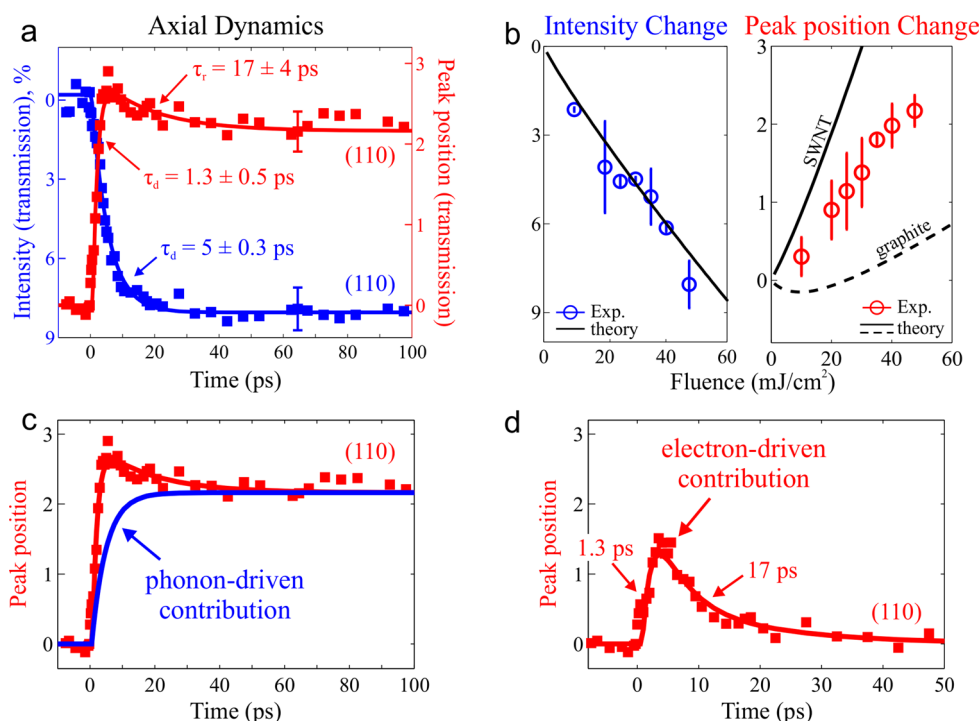 a
Axial Dynamics
Intensity (transmission), %
0
3
6
9
τr = 17 ± 4 ps
τd = 1.3 ± 0.5 ps
τd = 5 ± 0.3 ps
(110)
(110)
3
2
1
0
Peak position (transmission)
0 20 40 60 80 100
Time (ps)
b
Intensity Change
Peak position Change
3
6
9
Exp.
theory
0 20 40 60
3
2
1
0
SWNT
graphite
Exp.
theory
0 20 40 60
Fluence (mJ/cm²)
c
Peak position
3
2
1
0
(110)
phonon-driven
contribution
0 20 40 60 80 100
Time (ps)
d
Peak position
3
2
1
0
electron-driven
contribution
1.3 ps
17 ps
(110)
0 10 20 30 40 50
Time (ps)